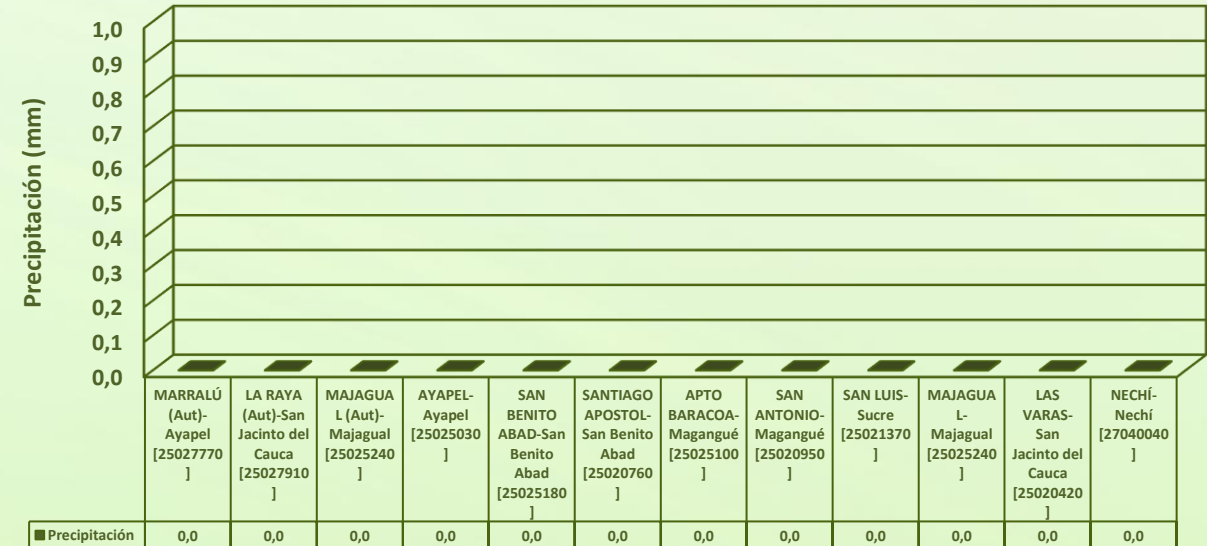 Precipitación (mm)
1,0
0,9
0,8
0,7
0,6
0,5
0,4
0,3
0,2
0,1
0,0
MARRALÚ
(Aut)-
Ayapel
[25027770
]
LA RAYA
(Aut)-San
Jacinto del
Cauca
[25027910
]
MAJAGUA
L (Aut)-
Majagual
[25025240
]
AYAPEL-
Ayapel
[25025030
]
SAN
BENITO
ABAD-San
Benito
Abad
[25025180
]
SANTIAGO
APOSTOL-
San Benito
Abad
[25020760
]
APTO
BARACOA-
Magangué
[25025100
]
SAN
ANTONIO-
Magangué
[25020950
]
SAN LUIS-
Sucre
[25021370
]
MAJAGUA
L-
Majagual
[25025240
]
LAS
VARAS-
San
Jacinto del
Cauca
[25020420
]
NECHÍ-
Nechí
[27040040
]
Precipitación 0,0 0,0 0,0 0,0 0,0 0,0 0,0 0,0 0,0 0,0 0,0 0,0